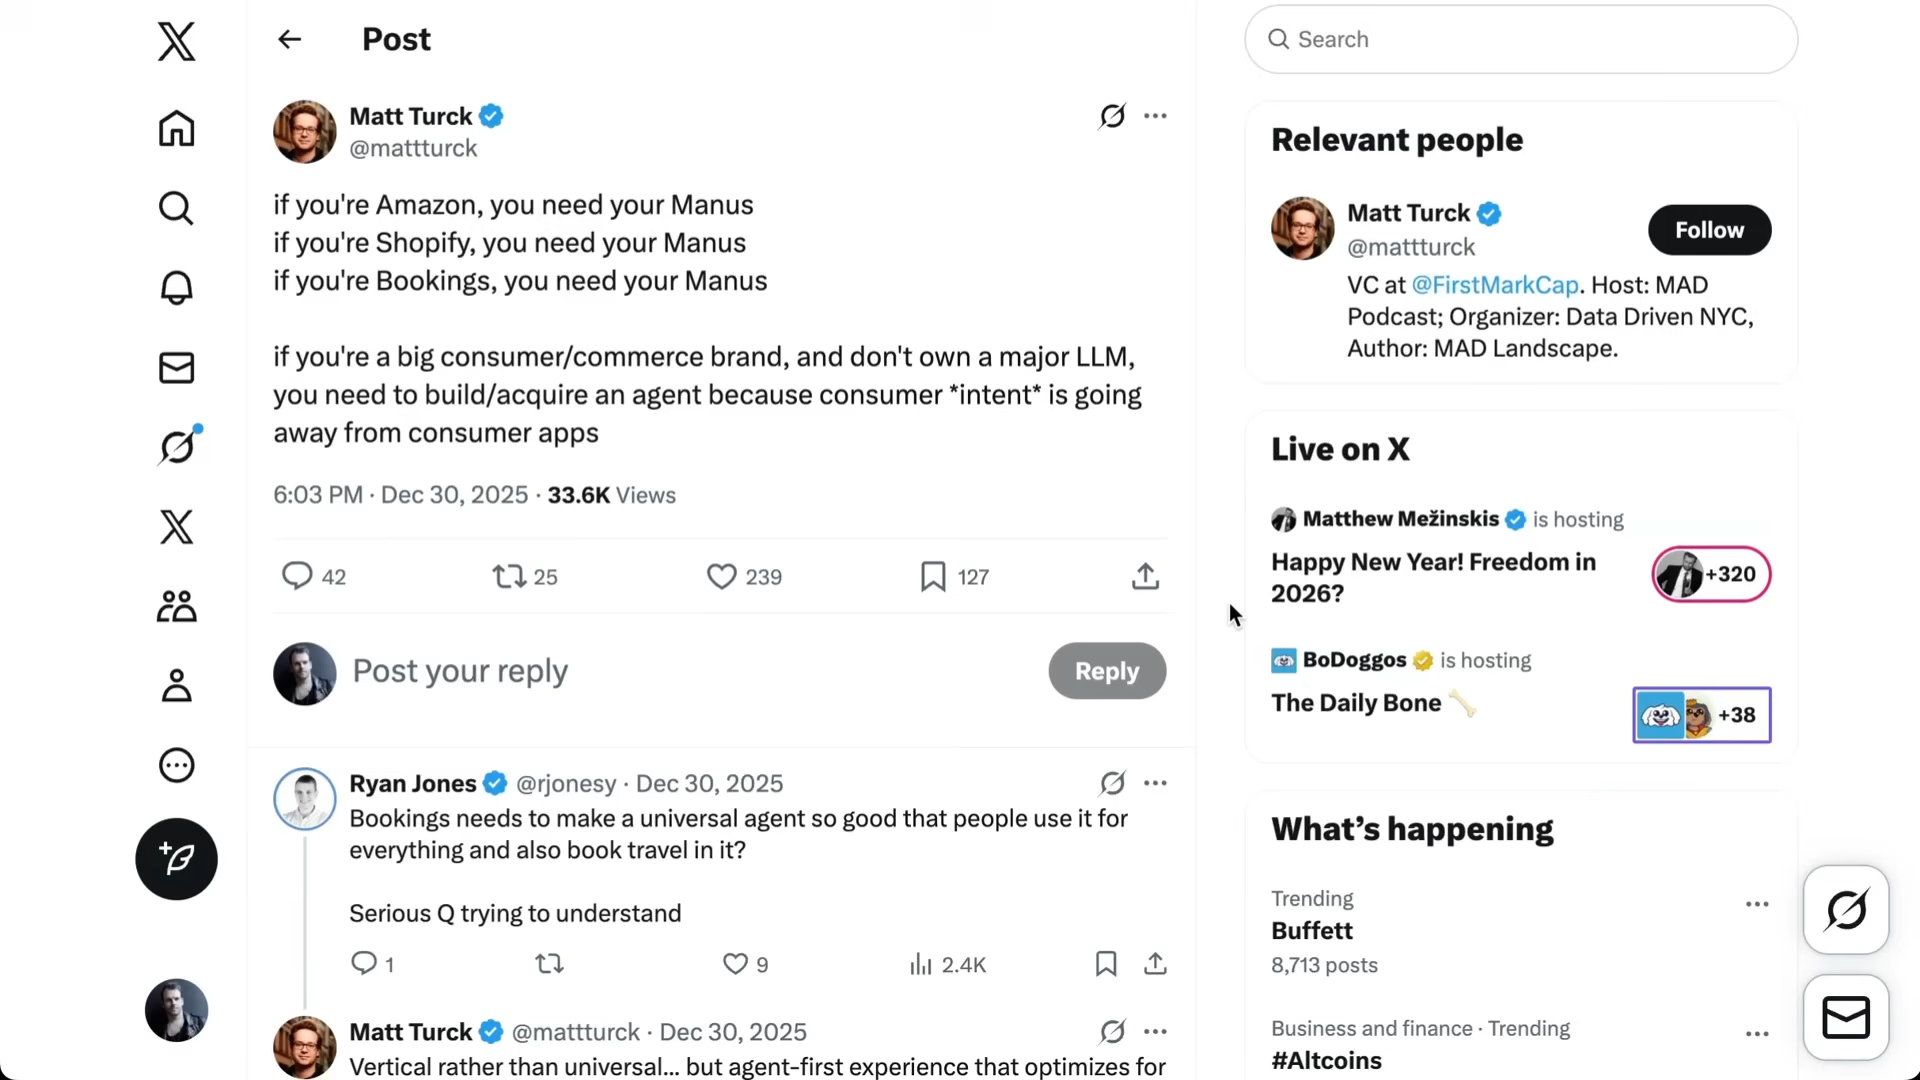 Post
Matt Turck
@mattturck
if you're Amazon, you need your Manus
if you're Shopify, you need your Manus
if you're Bookings, you need your Manus
if you're a big consumer/commerce brand, and don't own a major LLM,
you need to build/acquire an agent because consumer *intent* is going
away from consumer apps
6:03 PM · Dec 30, 2025 · 33.6K Views
42 25 239 127
Post your reply
Reply
Ryan Jones @rjonesy · Dec 30, 2025
Bookings needs to make a universal agent so good that people use it for
everything and also book travel in it?
Serious Q trying to understand
1 9 2.4K
Matt Turck @mattturck · Dec 30, 2025
Vertical rather than universal... but agent-first experience that optimizes for
Search
Relevant people
Matt Turck
@mattturck
Follow
VC at @FirstMarkCap. Host: MAD
Podcast; Organizer: Data Driven NYC,
Author: MAD Landscape.
Live on X
Matthew Mežinskis is hosting
Happy New Year! Freedom in
2026?
+320
BoDoggos is hosting
The Daily Bone 🦴
+38
What's happening
Trending
Buffett
8,713 posts
Business and finance · Trending
#Altcoins